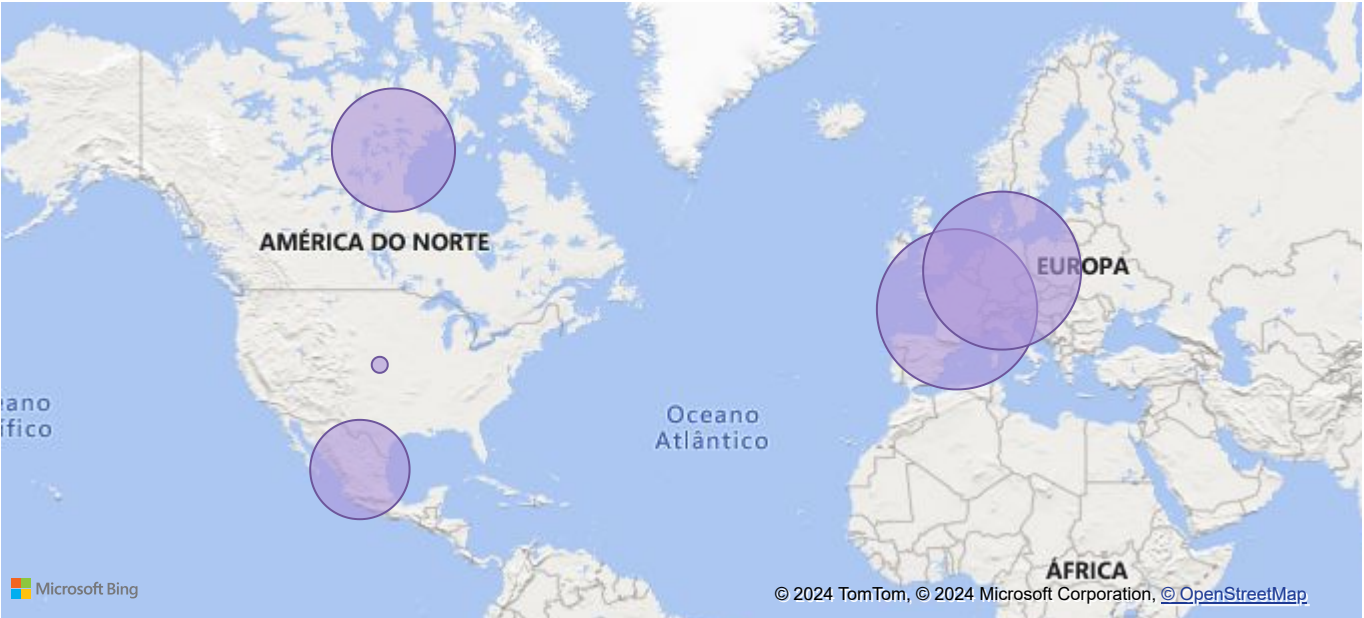 AMÉRICA DO NORTE
EUROPA
eano
ífico
Oceano
Atlântico
ÁFRICA
Microsoft Bing
© 2024 TomTom, © 2024 Microsoft Corporation, © OpenStreetMap